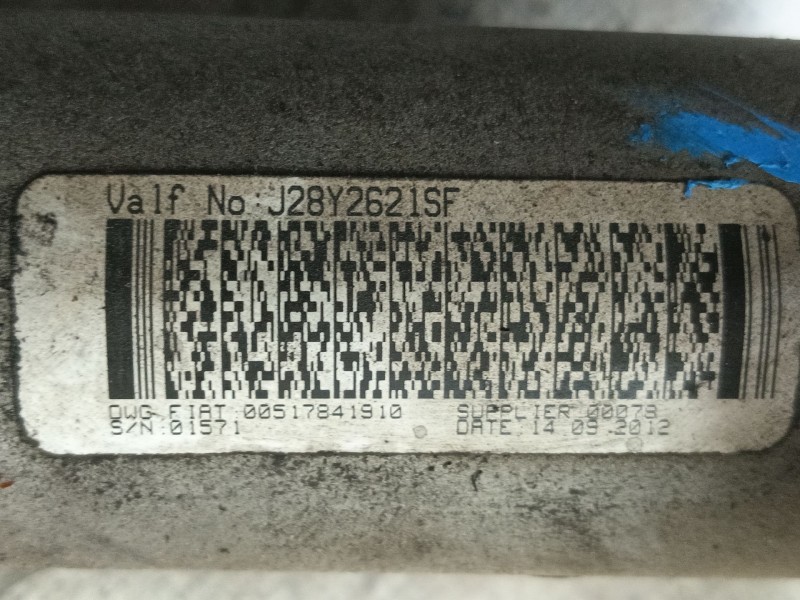 Valf No:J28Y2621SF
DWG FIAT:00517841910 SUPPLIER:00078
S/N:01571 DATE:14.09.2012